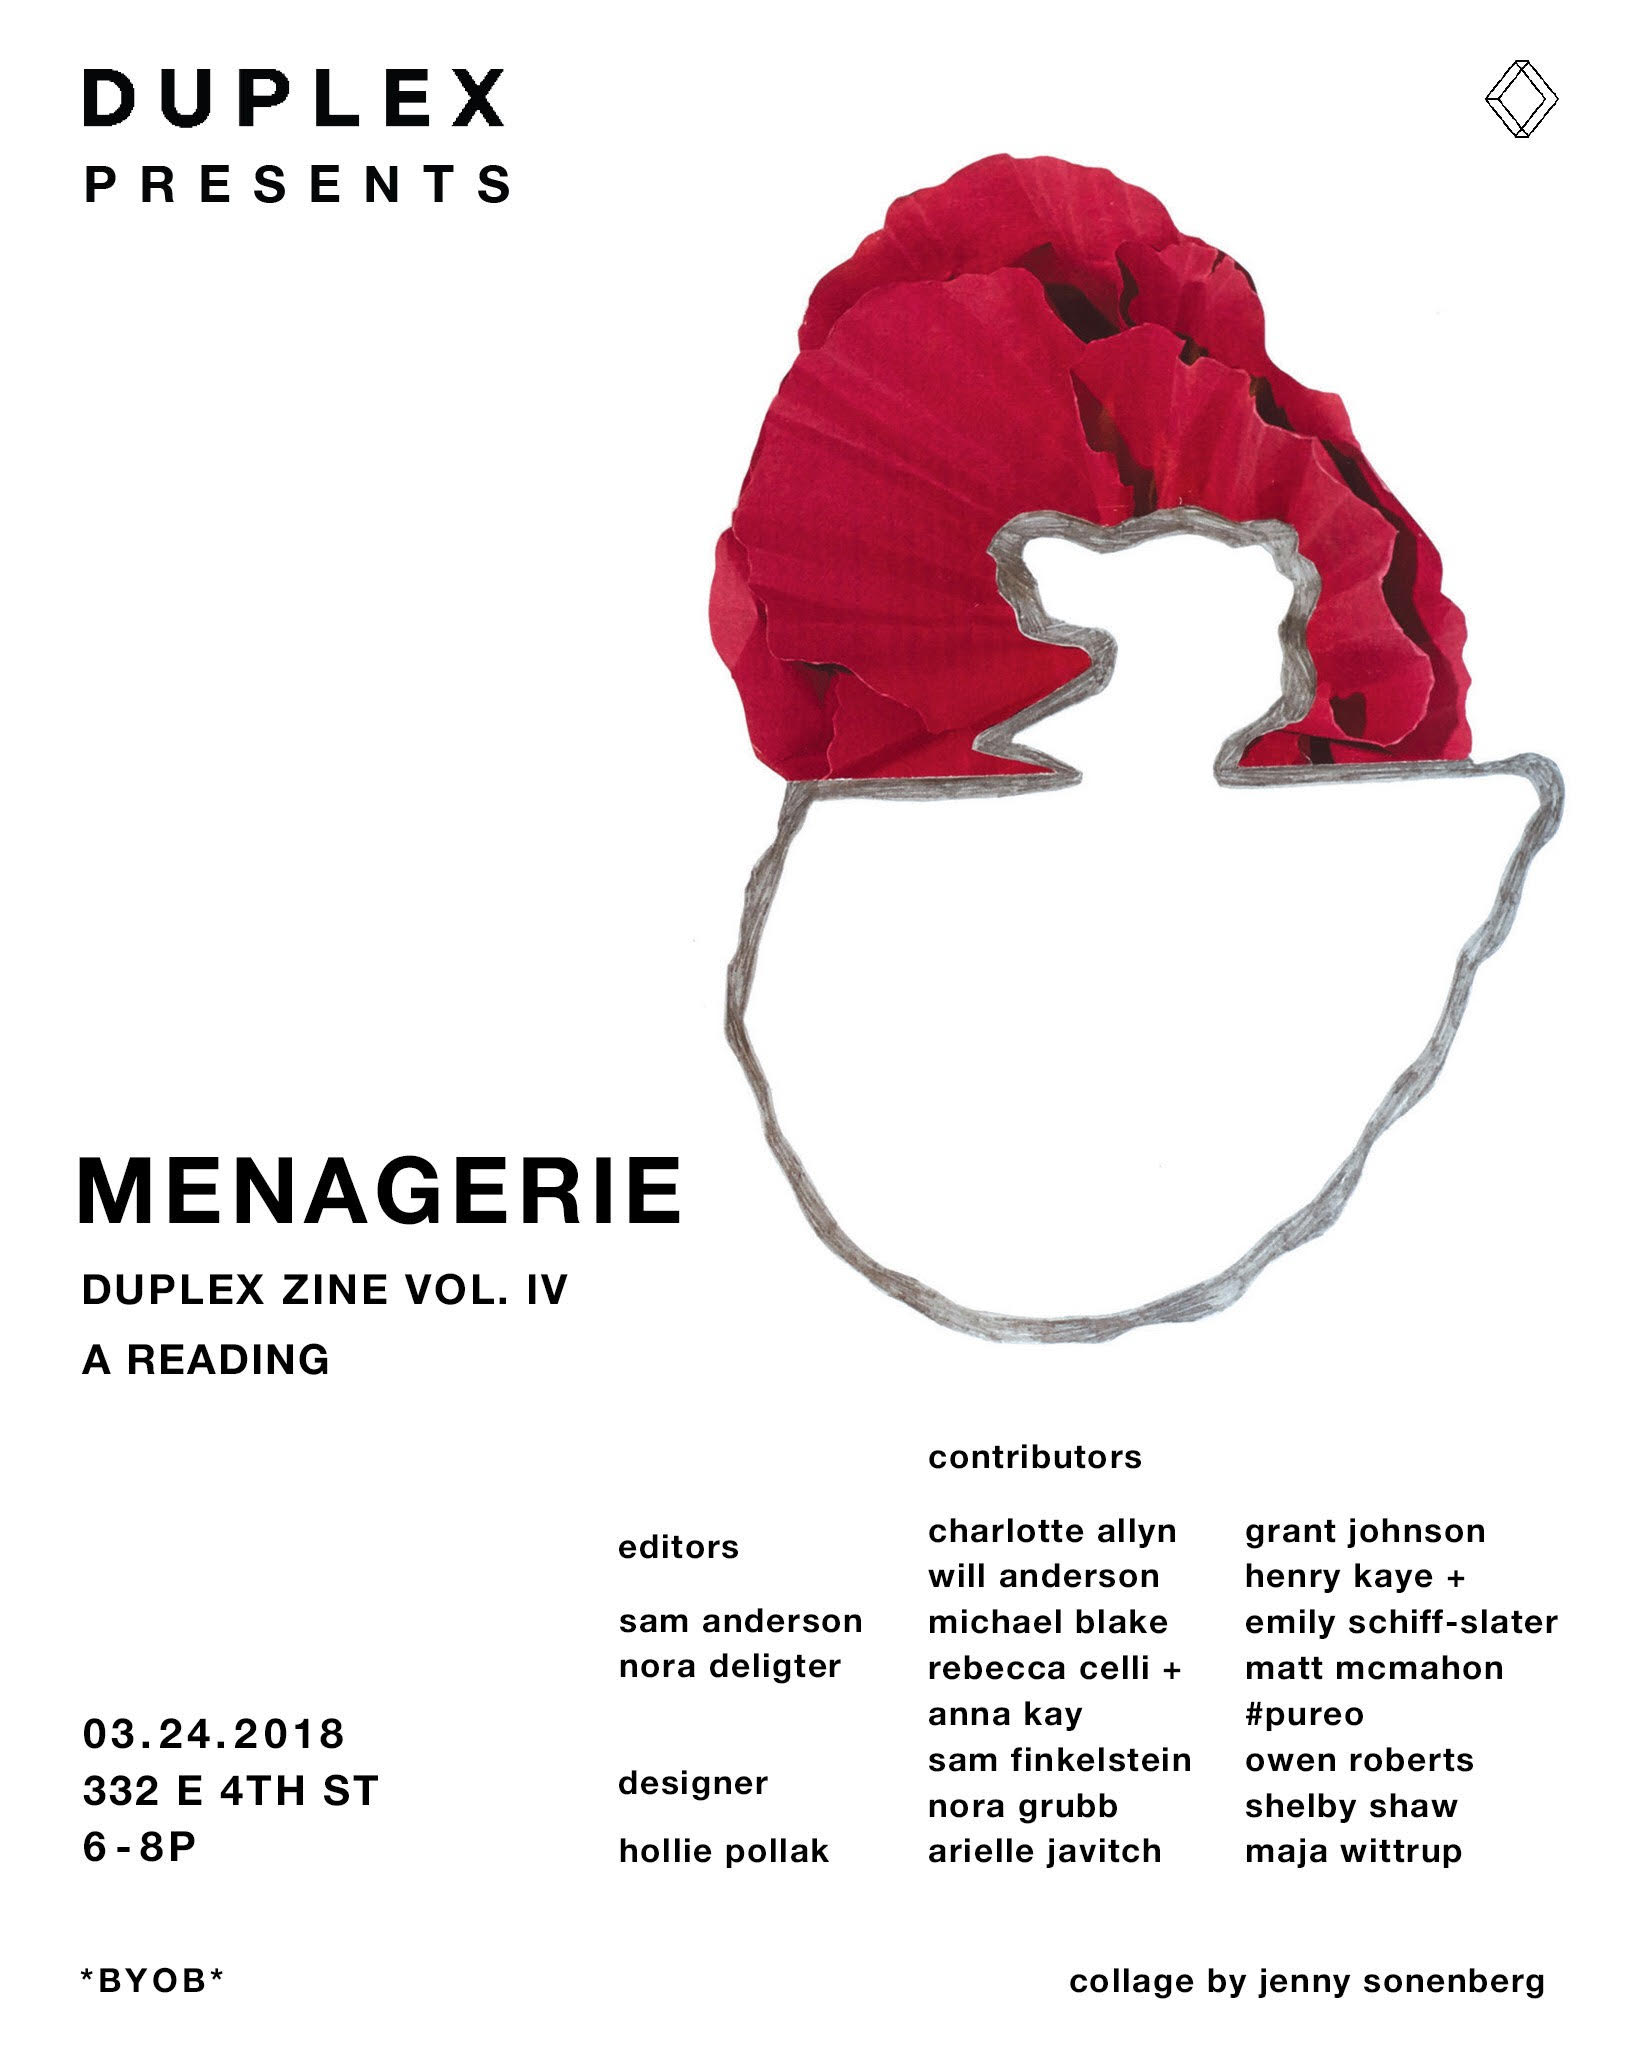 DUPLEX
PRESENTS
MENAGERIE
DUPLEX ZINE VOL. IV
A READING
03.24.2018
332 E 4TH ST
6-8P
*BYOB*
editors
sam anderson
nora deligter
designer
hollie pollak
contributors
charlotte allyn
will anderson
michael blake
rebecca celli +
anna kay
sam finkelstein
nora grubb
arielle javitch
grant johnson
henry kaye +
emily schiff-slater
matt mcmahon
#pureo
owen roberts
shelby shaw
maja wittrup
collage by jenny sonenberg